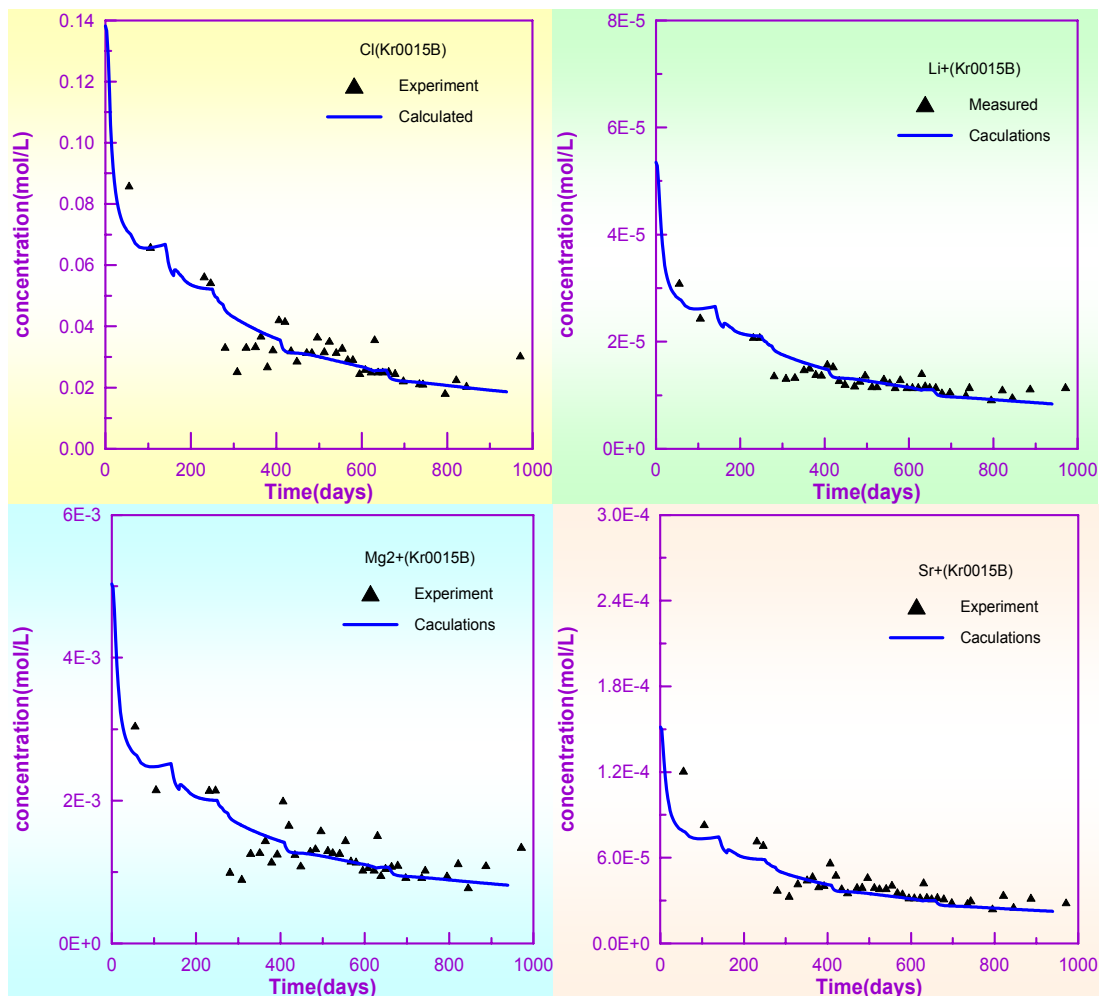 0.14
0.12
0.10
0.08
0.06
0.04
0.02
0.00
concentration(mol/L)
Cl(Kr0015B)
Experiment
Calculated
0 200 400 600 800 1000
Time(days)
8E-5
6E-5
4E-5
2E-5
0E+0
concentration(mol/L)
Li+(Kr0015B)
Measured
Caculations
0 200 400 600 800 1000
Time(days)
6E-3
4E-3
2E-3
0E+0
concentration(mol/L)
Mg2+(Kr0015B)
Experiment
Caculations
0 200 400 600 800 1000
Time(days)
3.0E-4
2.4E-4
1.8E-4
1.2E-4
6.0E-5
0.0E+0
concentration(mol/L)
Sr+(Kr0015B)
Experiment
Caculations
0 200 400 600 800 1000
Time(days)